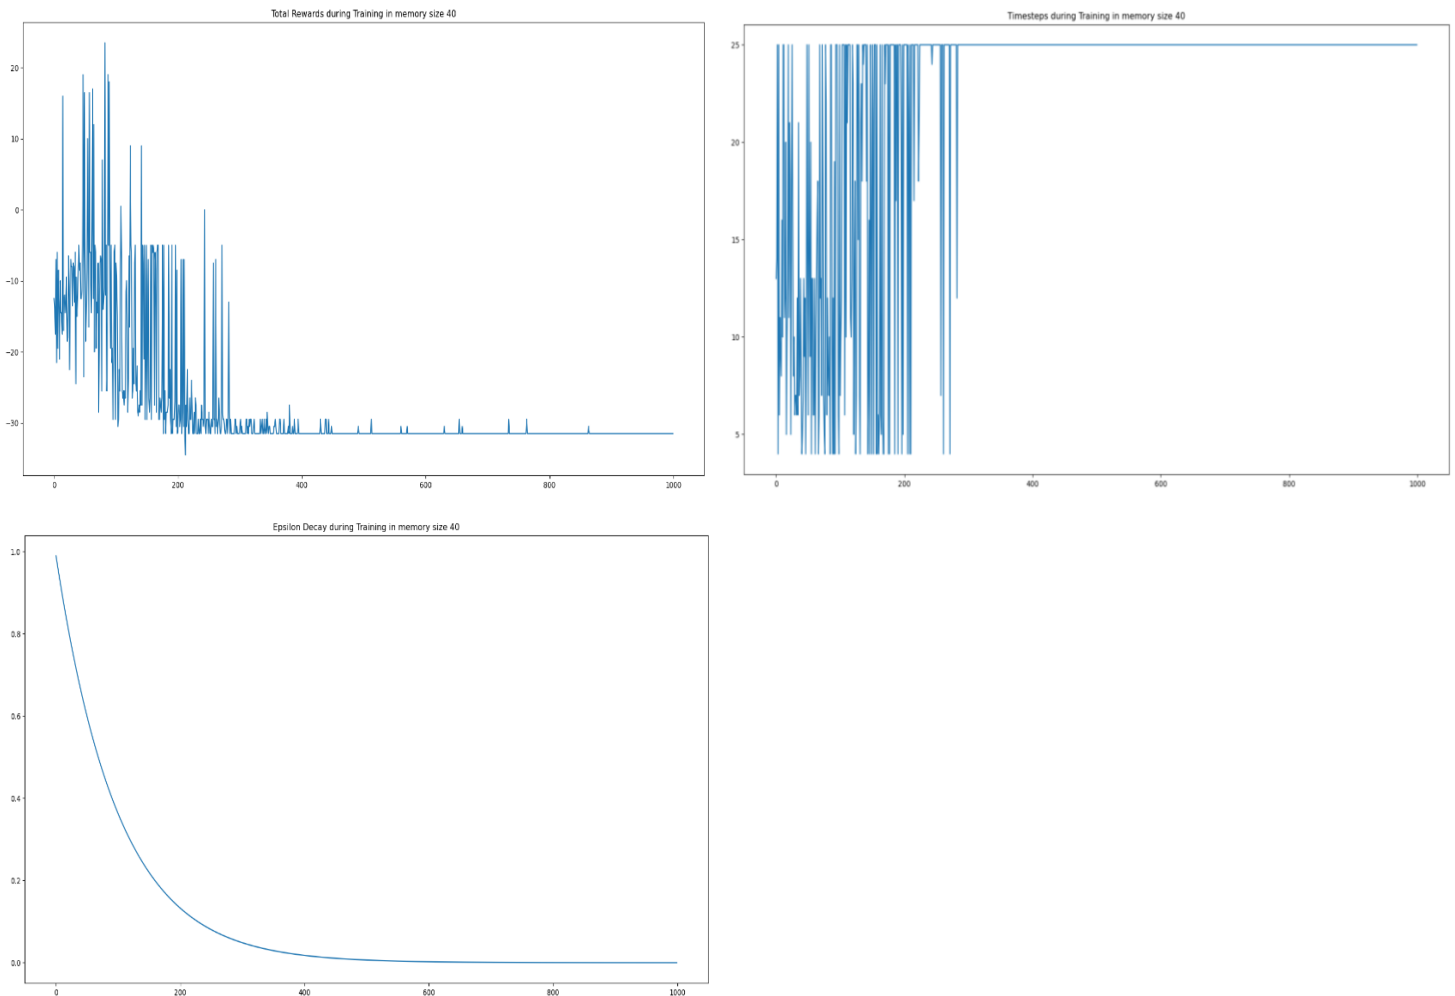 Total Rewards during Training in memory size 40
20
10
0
−10
−20
−30
0 200 400 600 800 1000
Timesteps during Training in memory size 40
25
20
15
10
5
0 200 400 600 800 1000
Epsilon Decay during Training in memory size 40
1.0
0.8
0.6
0.4
0.2
0.0
0 200 400 600 800 1000